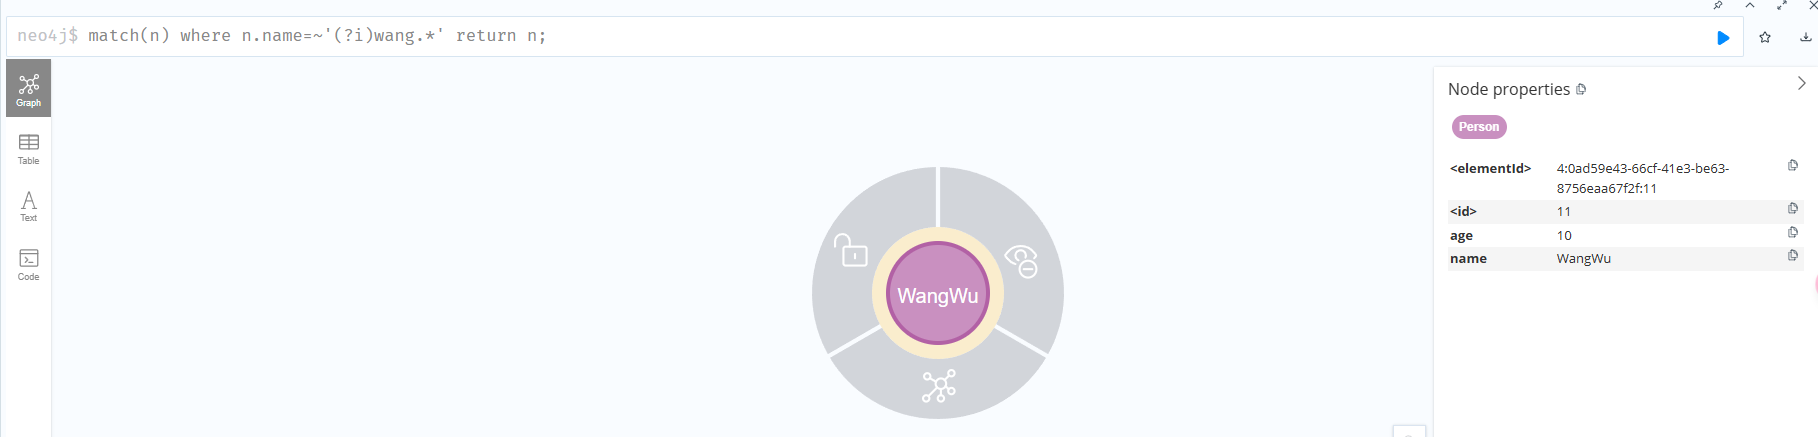 neo4j$ match(n) where n.name=~'(?i)wang.*' return n;
Graph
Table
Text
Code
WangWu
Node properties
Person
<elementId> 4:0ad59e43-66cf-41e3-be63-
8756eaa67f2f:11
<id> 11
age 10
name WangWu